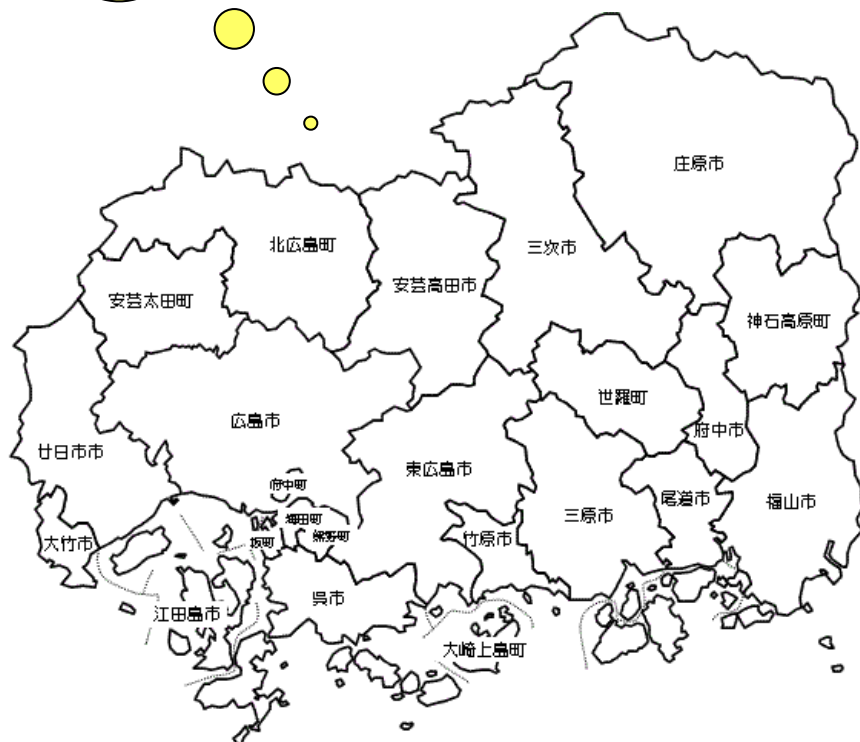 庄原市
北広島町
三次市
安芸高田市
安芸太田町
神石高原町
世羅町
広島市
府中市
廿日市市
東広島市
府中町
尾道市
福山市
海田町
三原市
大竹市
坂町
熊野町
竹原市
呉市
江田島市
大崎上島町